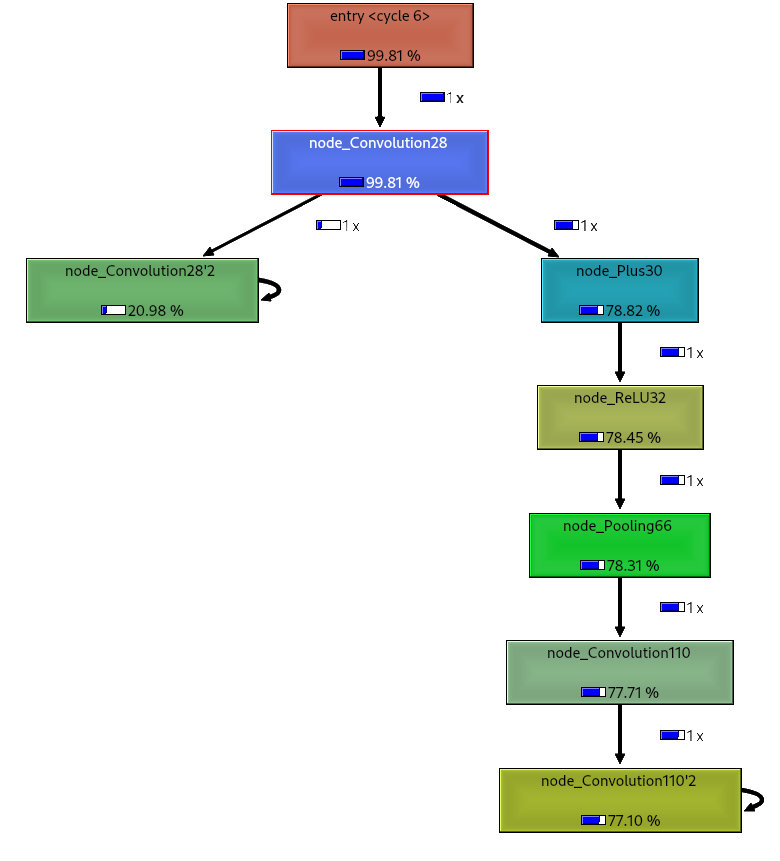 entry <cycle 6>
99.81 %
1 x
node_Convolution28
99.81 %
1 x
1 x
node_Convolution28'2
20.98 %
node_Plus30
78.82 %
1 x
node_ReLU32
78.45 %
1 x
node_Pooling66
78.31 %
1 x
node_Convolution110
77.71 %
1 x
node_Convolution110'2
77.10 %